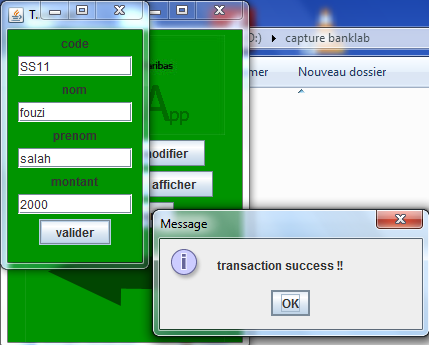 T...
code
SS11
nom
fouzi
prenom
salah
montant
2000
valider
ribas
App
modifier
afficher
:) capture banklab
mer
Nouveau dossier
Message
transaction success !!
OK